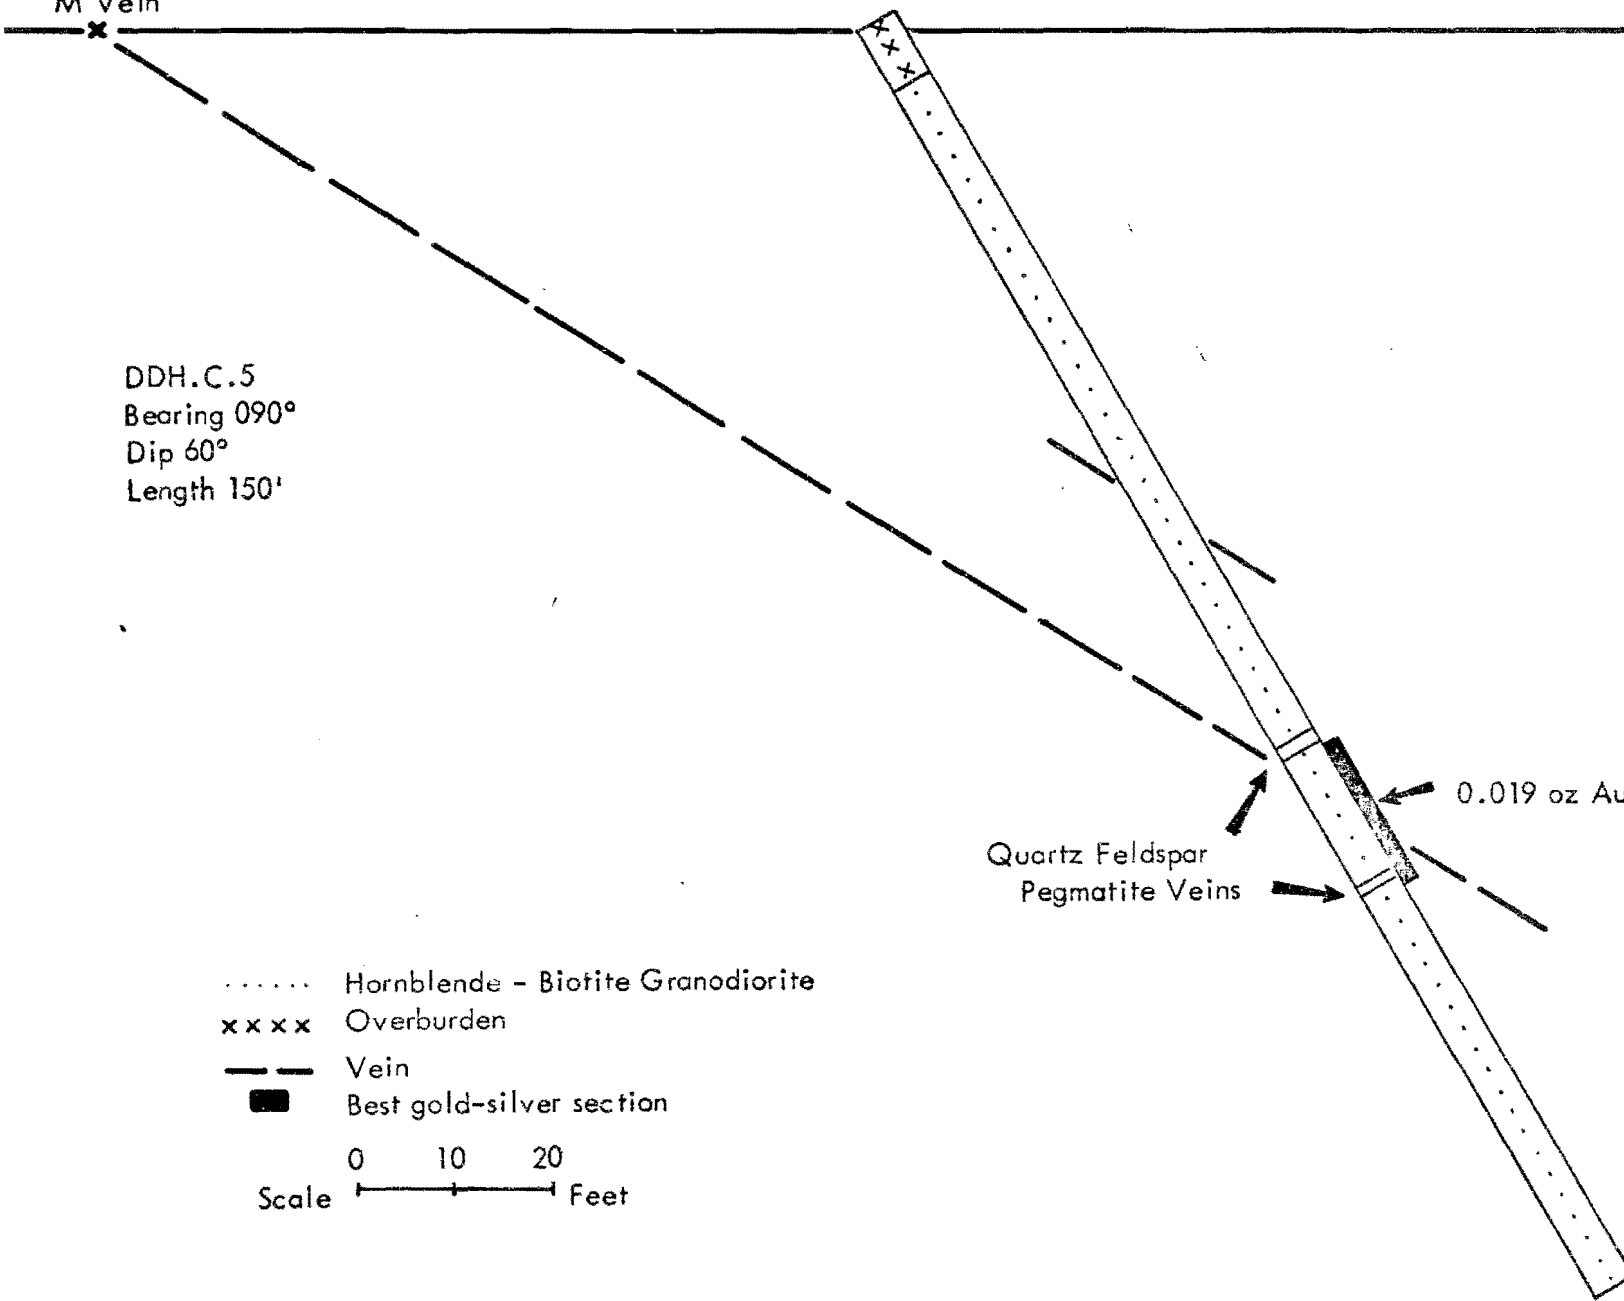 M Vein
DDH.C.5
Bearing 090°
Dip 60°
Length 150'
0.019 oz Au
Quartz Feldspar
Pegmatite Veins
Hornblende - Biotite Granodiorite
xxxx Overburden
Vein
Best gold-silver section
0 10 20
Scale Feet